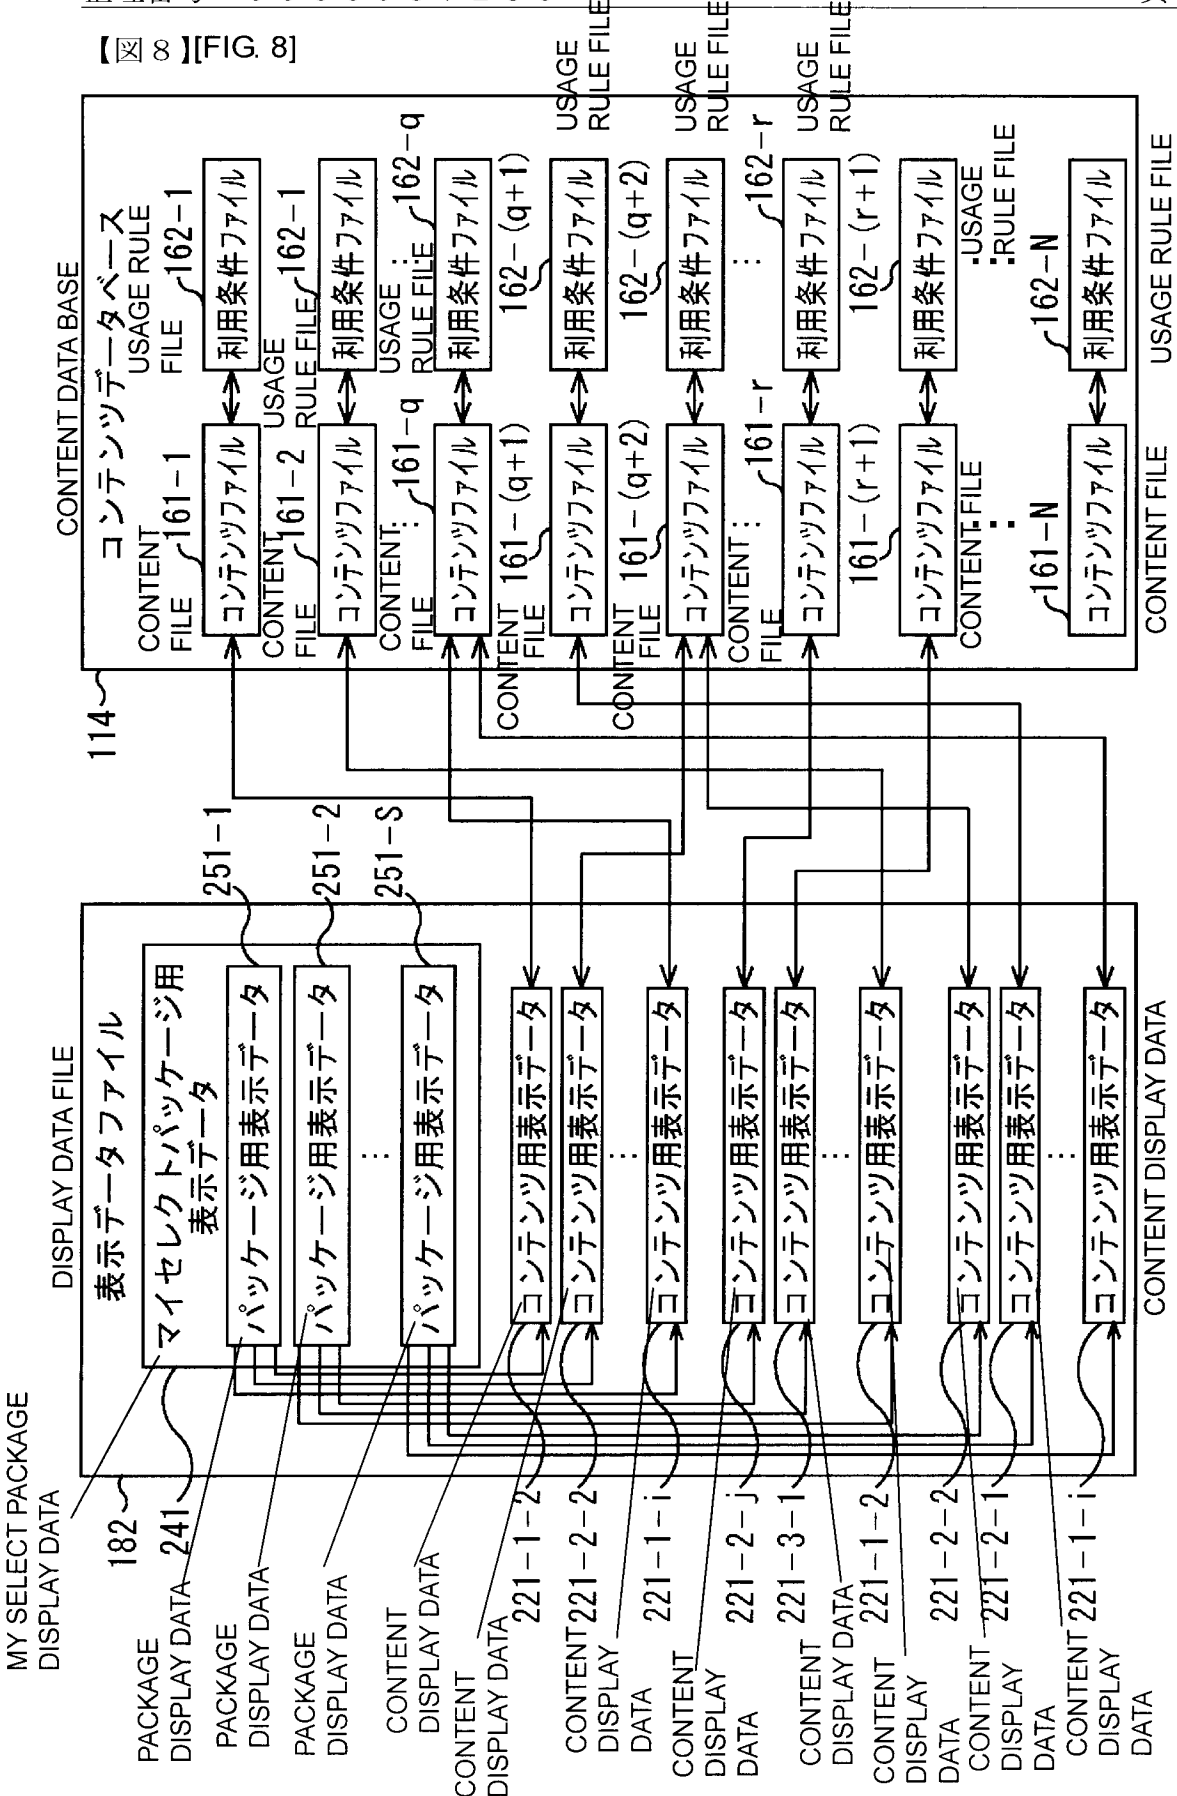 【図８】[FIG. 8]
CONTENT DATA BASE
コンテンツデータベース
114
CONTENT
FILE
161-1
コンテンツファイル
USAGE RULE
FILE
162-1
利用条件ファイル
CONTENT
FILE
161-2
コンテンツファイル
USAGE
RULE FILE
162-1
利用条件ファイル
CONTENT
FILE
⋮
161-q
コンテンツファイル
USAGE
RULE FILE
⋮
162-q
利用条件ファイル
CONTENT
FILE
161-(q+1)
コンテンツファイル
USAGE
RULE FILE
162-(q+1)
利用条件ファイル
CONTENT
FILE
161-(q+2)
コンテンツファイル
USAGE
RULE FILE
162-(q+2)
利用条件ファイル
CONTENT
FILE
⋮
161-r
コンテンツファイル
USAGE
RULE FILE
⋮
162-r
利用条件ファイル
161-(r+1)
コンテンツファイル
CONTENT FILE
162-(r+1)
利用条件ファイル
USAGE
RULE FILE
⋮
⋮
161-N
コンテンツファイル
CONTENT FILE
162-N
利用条件ファイル
USAGE RULE FILE
DISPLAY DATA FILE
表示データファイル
182
MY SELECT PACKAGE
DISPLAY DATA
マイセレクトパッケージ用
表示データ
241
PACKAGE
DISPLAY DATA
パッケージ用表示データ
251-1
PACKAGE
DISPLAY DATA
パッケージ用表示データ
251-2
⋮
PACKAGE
DISPLAY DATA
パッケージ用表示データ
251-S
CONTENT
DISPLAY DATA
221-1-2
コンテンツ用表示データ
CONTENT
DISPLAY DATA
221-2-2
コンテンツ用表示データ
⋮
CONTENT
DISPLAY
DATA
221-1-i
コンテンツ用表示データ
CONTENT
DISPLAY
DATA
221-2-j
コンテンツ用表示データ
CONTENT
DISPLAY DATA
221-3-1
コンテンツ用表示データ
⋮
CONTENT
DISPLAY
DATA
221-1-2
コンテンツ用表示データ
CONTENT
DISPLAY
DATA
221-2-2
コンテンツ用表示データ
221-2-1
コンテンツ用表示データ
⋮
CONTENT
DISPLAY
DATA
221-1-i
コンテンツ用表示データ
CONTENT DISPLAY DATA